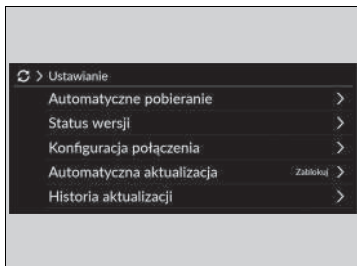 Ustawianie
Automatyczne pobieranie
Status wersji
Konfiguracja połączenia
Automatyczna aktualizacja Zablokuj
Historia aktualizacji